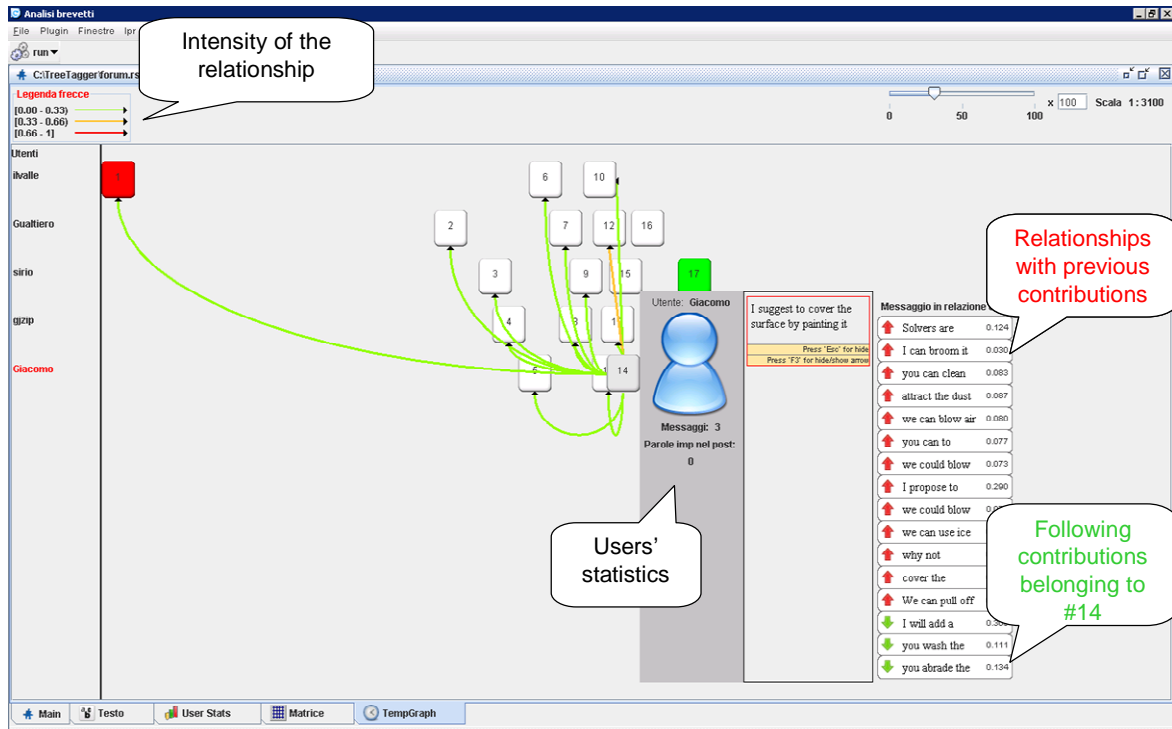 Analisi brevetti
File Plugin Finestre Ipr
run
C:\TreeTagger\forum.rs
Intensity of the
relationship
Legenda frecce
[0.00 - 0.33)
[0.33 - 0.66)
[0.66 - 1]
0 50 100
x 100 Scala 1:3100
Utenti
ilvalle
1 6 10
Gualtiero
2 7 12 16
sirio
3 9 15 17
gjzip
4
Giacomo
5 14
Relationships
with previous
contributions
Utente: Giacomo
Messaggi: 3
Parole imp nel post:
0
I suggest to cover the
surface by painting it
Press 'Esc' for hide
Press 'F3' for hide/show arrow
Messaggio in relazione
Solvers are 0.124
I can broom it 0.030
you can clean 0.083
attract the dust 0.087
we can blow air 0.080
you can to 0.077
we could blow 0.073
I propose to 0.290
we could blow
we can use ice
why not
cover the
We can pull off
I will add a
you wash the 0.111
you abrade the 0.134
Users'
statistics
Following
contributions
belonging to
#14
Main Testo User Stats Matrice TempGraph